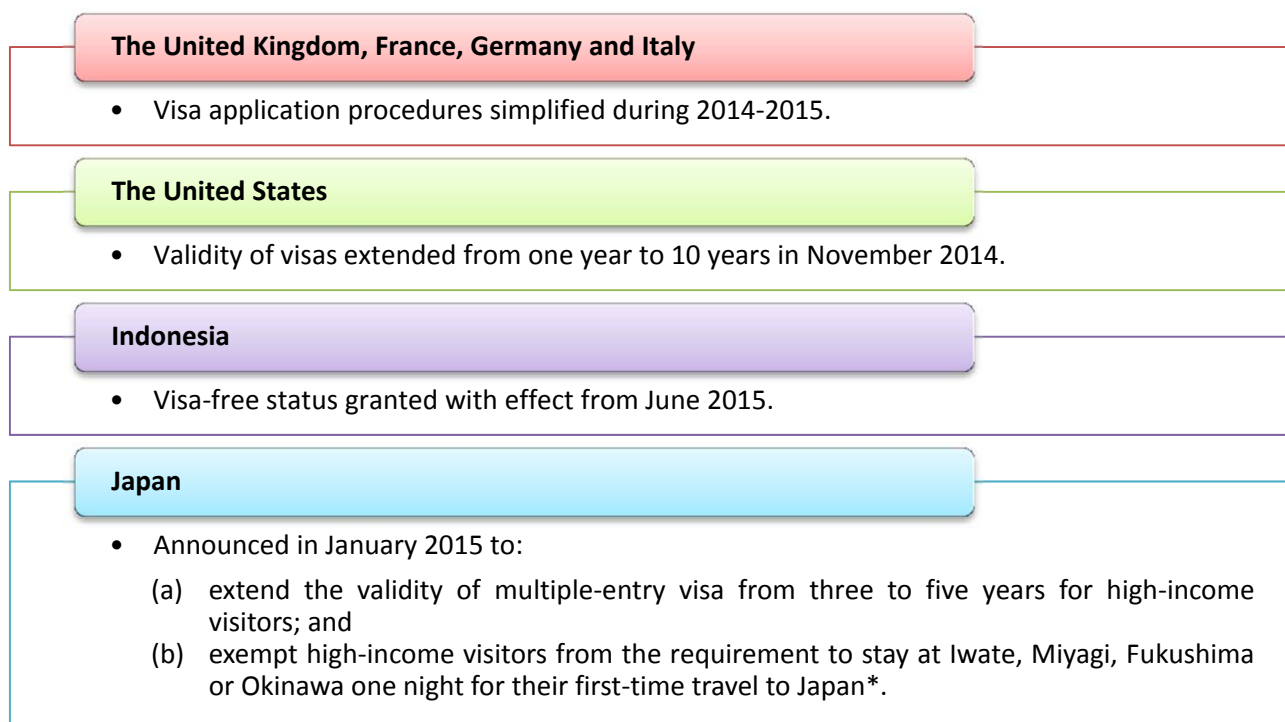 The United Kingdom, France, Germany and Italy
• Visa application procedures simplified during 2014-2015.
The United States
• Validity of visas extended from one year to 10 years in November 2014.
Indonesia
• Visa-free status granted with effect from June 2015.
Japan
• Announced in January 2015 to:
(a) extend the validity of multiple-entry visa from three to five years for high-income
visitors; and
(b) exempt high-income visitors from the requirement to stay at Iwate, Miyagi, Fukushima
or Okinawa one night for their first-time travel to Japan*.